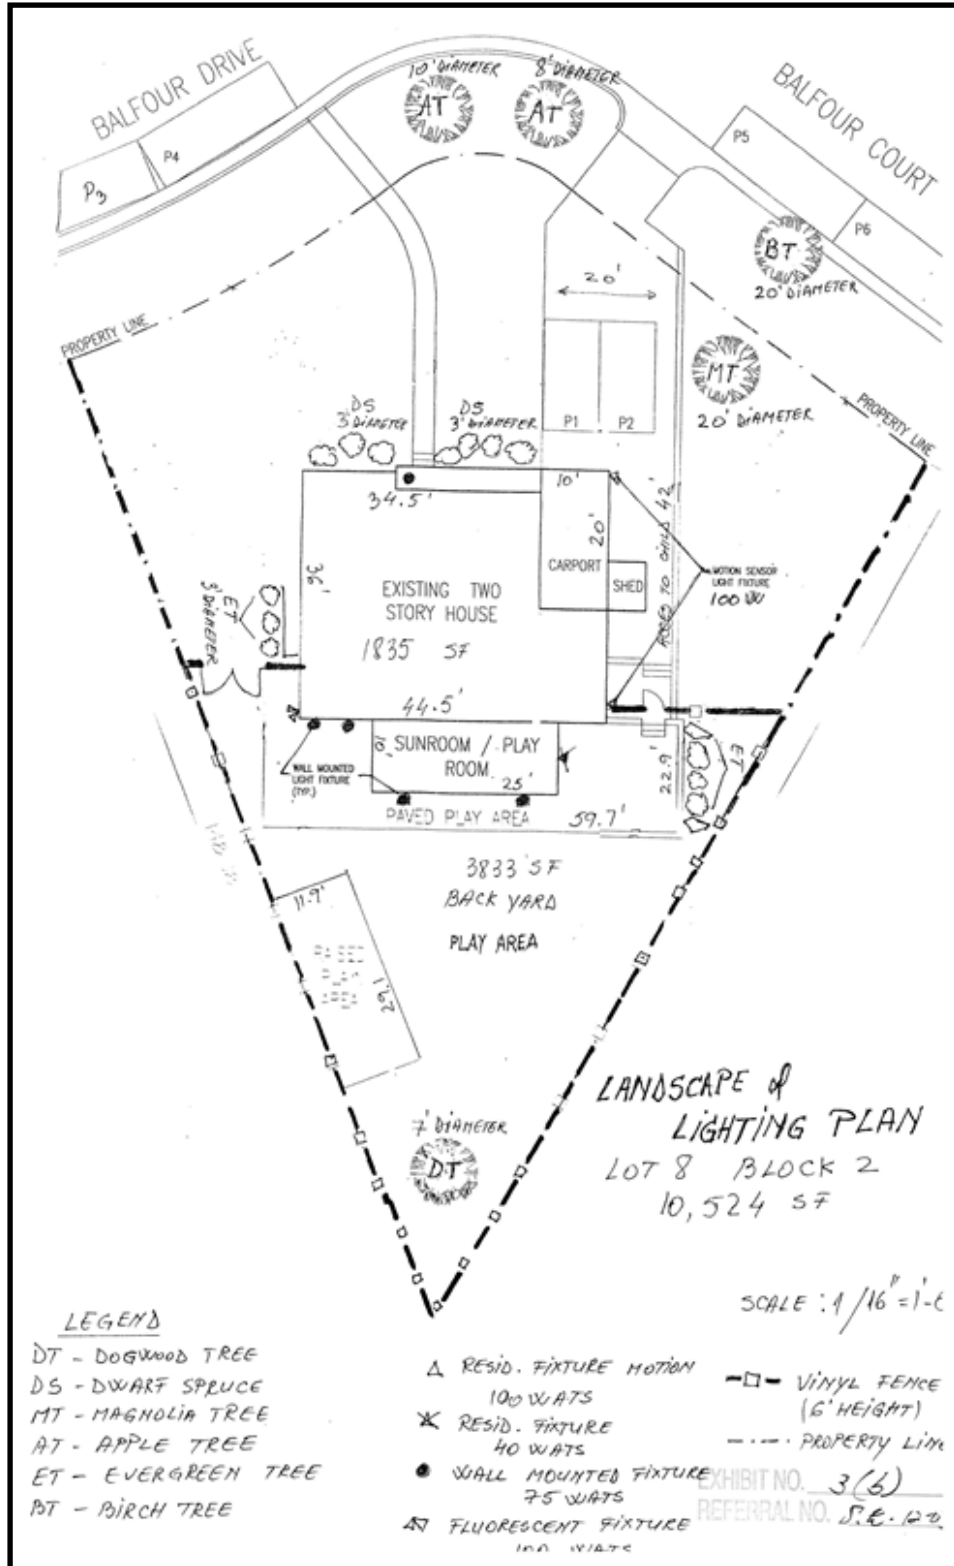 BALFOUR DRIVE
BALFOUR COURT
10' DIAMETER
8' DIAMETER
AT
AT
P3
P4
P5
P6
BT
20' DIAMETER
20'
PROPERTY LINE
MT
20' DIAMETER
PROPERTY LINE
P1
P2
DS
3' DIAMETER
DS
3' DIAMETER
34.5'
10'
20'
42'
36'
CARPORT
SHED
MOTION SENSOR
LIGHT FIXTURE
100 W
EXISTING TWO
STORY HOUSE
1835 SF
ET
3' DIAMETER
44.5'
10'
SUNROOM / PLAY
ROOM
25'
WALL MOUNTED
LIGHT FIXTURE
(TYP.)
22.9'
ET
PAVED PLAY AREA
59.7'
3833 SF
BACK YARD
PLAY AREA
11.9'
29.1
7' DIAMETER
DT
LANDSCAPE &
LIGHTING PLAN
LOT 8 BLOCK 2
10,524 SF
SCALE : 1/16" = 1'-
LEGEND
DT - DOGWOOD TREE
DS - DWARF SPRUCE
MT - MAGNOLIA TREE
AT - APPLE TREE
ET - EVERGREEN TREE
BT - BIRCH TREE
RESID. FIXTURE MOTION
100 WATS
RESID. FIXTURE
40 WATS
WALL MOUNTED FIXTURE
75 WATS
FLUORESCENT FIXTURE
100 WATS
VINYL FENCE
(6' HEIGHT)
PROPERTY LINE
EXHIBIT NO. 3(b)
REFERRAL NO. S.E. 120